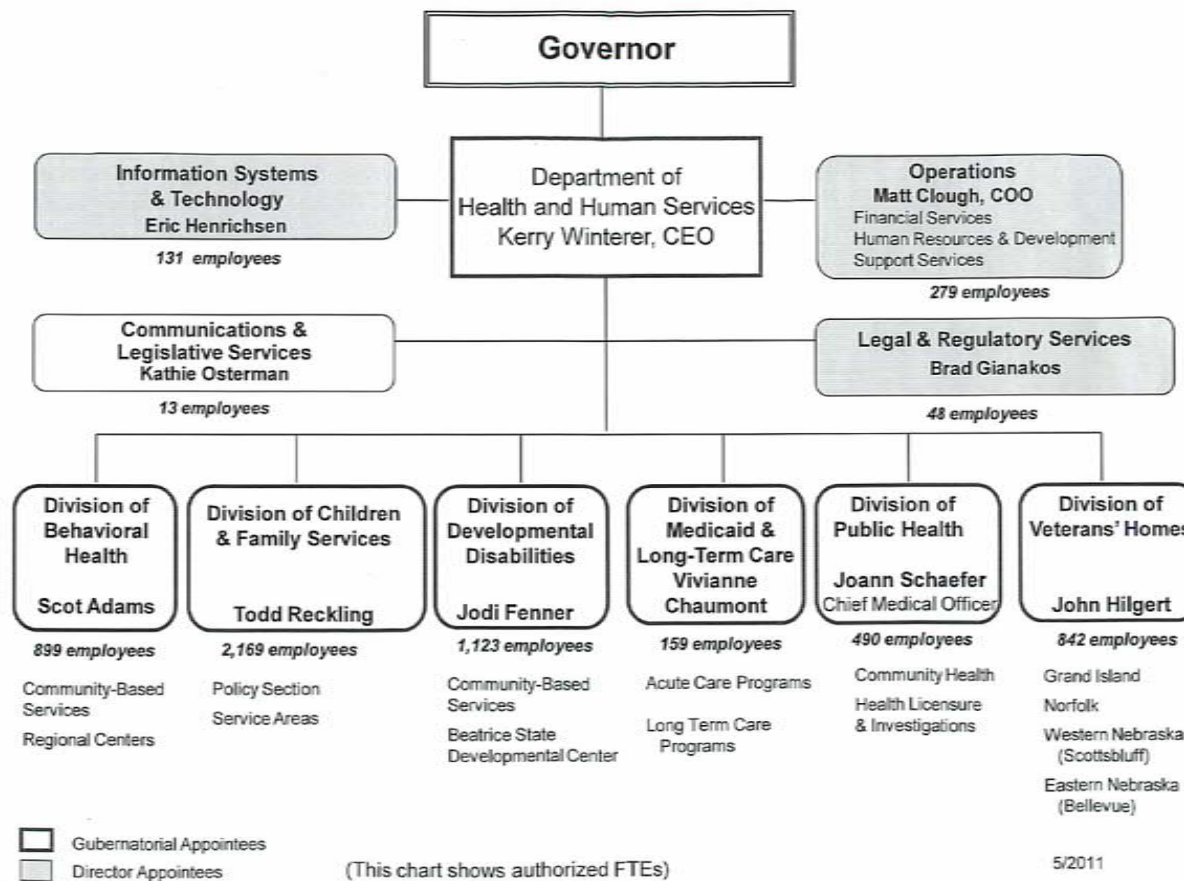 Governor
Department of
Health and Human Services
Kerry Winterer, CEO
Information Systems
& Technology
Eric Henrichsen
131 employees
Operations
Matt Clough, COO
Financial Services
Human Resources & Development
Support Services
279 employees
Communications &
Legislative Services
Kathie Osterman
13 employees
Legal & Regulatory Services
Brad Gianakos
48 employees
Division of
Behavioral
Health
Scot Adams
899 employees
Community-Based
Services
Regional Centers
Division of Children
& Family Services
Todd Reckling
2,169 employees
Policy Section
Service Areas
Division of
Developmental
Disabilities
Jodi Fenner
1,123 employees
Community-Based
Services
Beatrice State
Developmental Center
Division of
Medicaid &
Long-Term Care
Vivianne
Chaumont
159 employees
Acute Care Programs
Long Term Care
Programs
Division of
Public Health
Joann Schaefer
Chief Medical Officer
490 employees
Community Health
Health Licensure
& Investigations
Division of
Veterans' Homes
John Hilgert
842 employees
Grand Island
Norfolk
Western Nebraska
(Scottsbluff)
Eastern Nebraska
(Bellevue)
Gubernatorial Appointees
Director Appointees
(This chart shows authorized FTEs)
5/2011